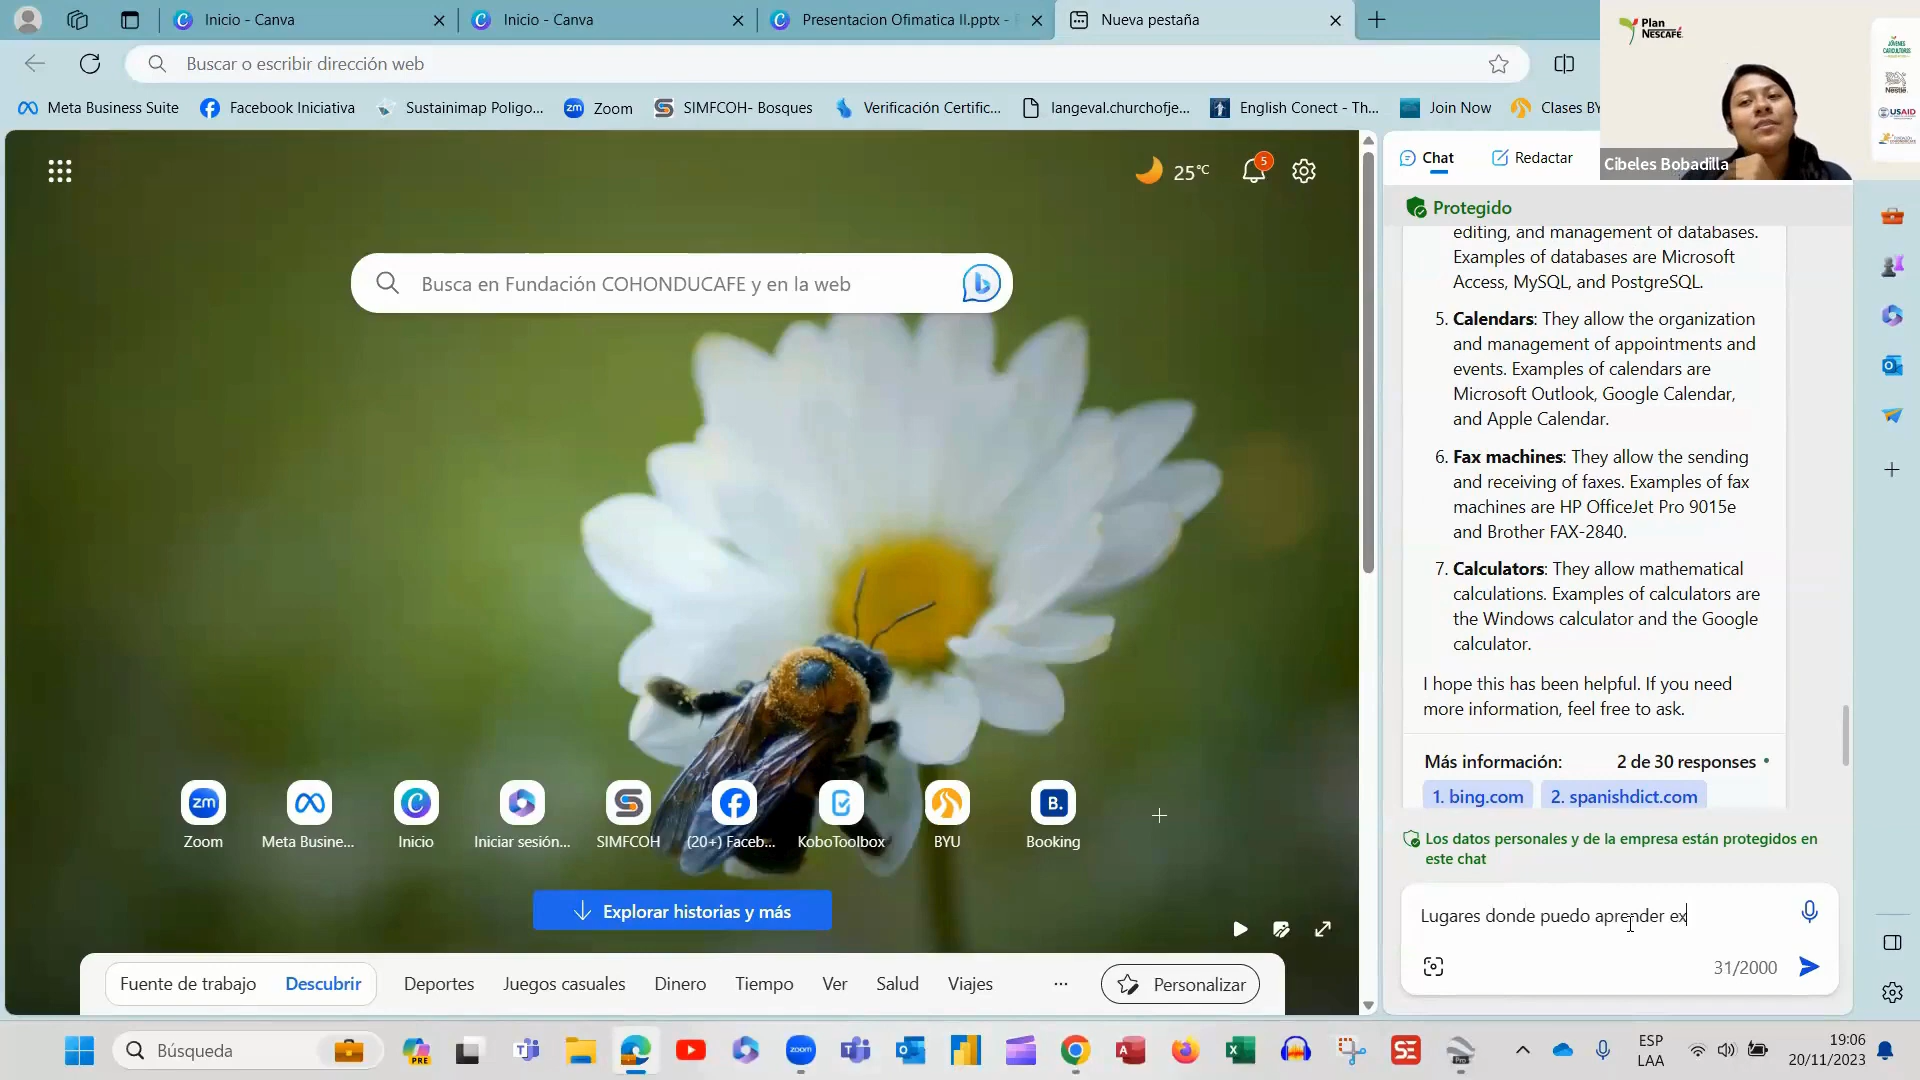 Inicio - Canva
Inicio - Canva
Presentacion Ofimatica II.pptx -
Nueva pestaña
Buscar o escribir dirección web
Meta Business Suite
Facebook Iniciativa
Sustainimap Poligo...
Zoom
SIMFCOH- Bosques
Verificación Certific...
langeval.churchofje...
English Conect - Th...
Join Now
Clases BY
Plan
NESCAFÉ
Nestlé
USAID
Cibeles Bobadilla
25°C
5
Busca en Fundación COHONDUCAFE y en la web
zm
Zoom
Meta Busine...
Inicio
Iniciar sesión...
SIMFCOH
(20+) Faceb...
KoboToolbox
BYU
B.
Booking
Explorar historias y más
Fuente de trabajo
Descubrir
Deportes
Juegos casuales
Dinero
Tiempo
Ver
Salud
Viajes
...
Personalizar
Chat
Redactar
Protegido
editing, and management of databases.
Examples of databases are Microsoft
Access, MySQL, and PostgreSQL.
5. Calendars: They allow the organization
and management of appointments and
events. Examples of calendars are
Microsoft Outlook, Google Calendar,
and Apple Calendar.
6. Fax machines: They allow the sending
and receiving of faxes. Examples of fax
machines are HP OfficeJet Pro 9015e
and Brother FAX-2840.
7. Calculators: They allow mathematical
calculations. Examples of calculators are
the Windows calculator and the Google
calculator.
I hope this has been helpful. If you need
more information, feel free to ask.
Más información: 2 de 30 responses
1. bing.com 2. spanishdict.com
Los datos personales y de la empresa están protegidos en
este chat
Lugares donde puedo aprender ex
31/2000
Búsqueda
PRE
zoom
SE
Pro
ESP
LAA
19:06
20/11/2023